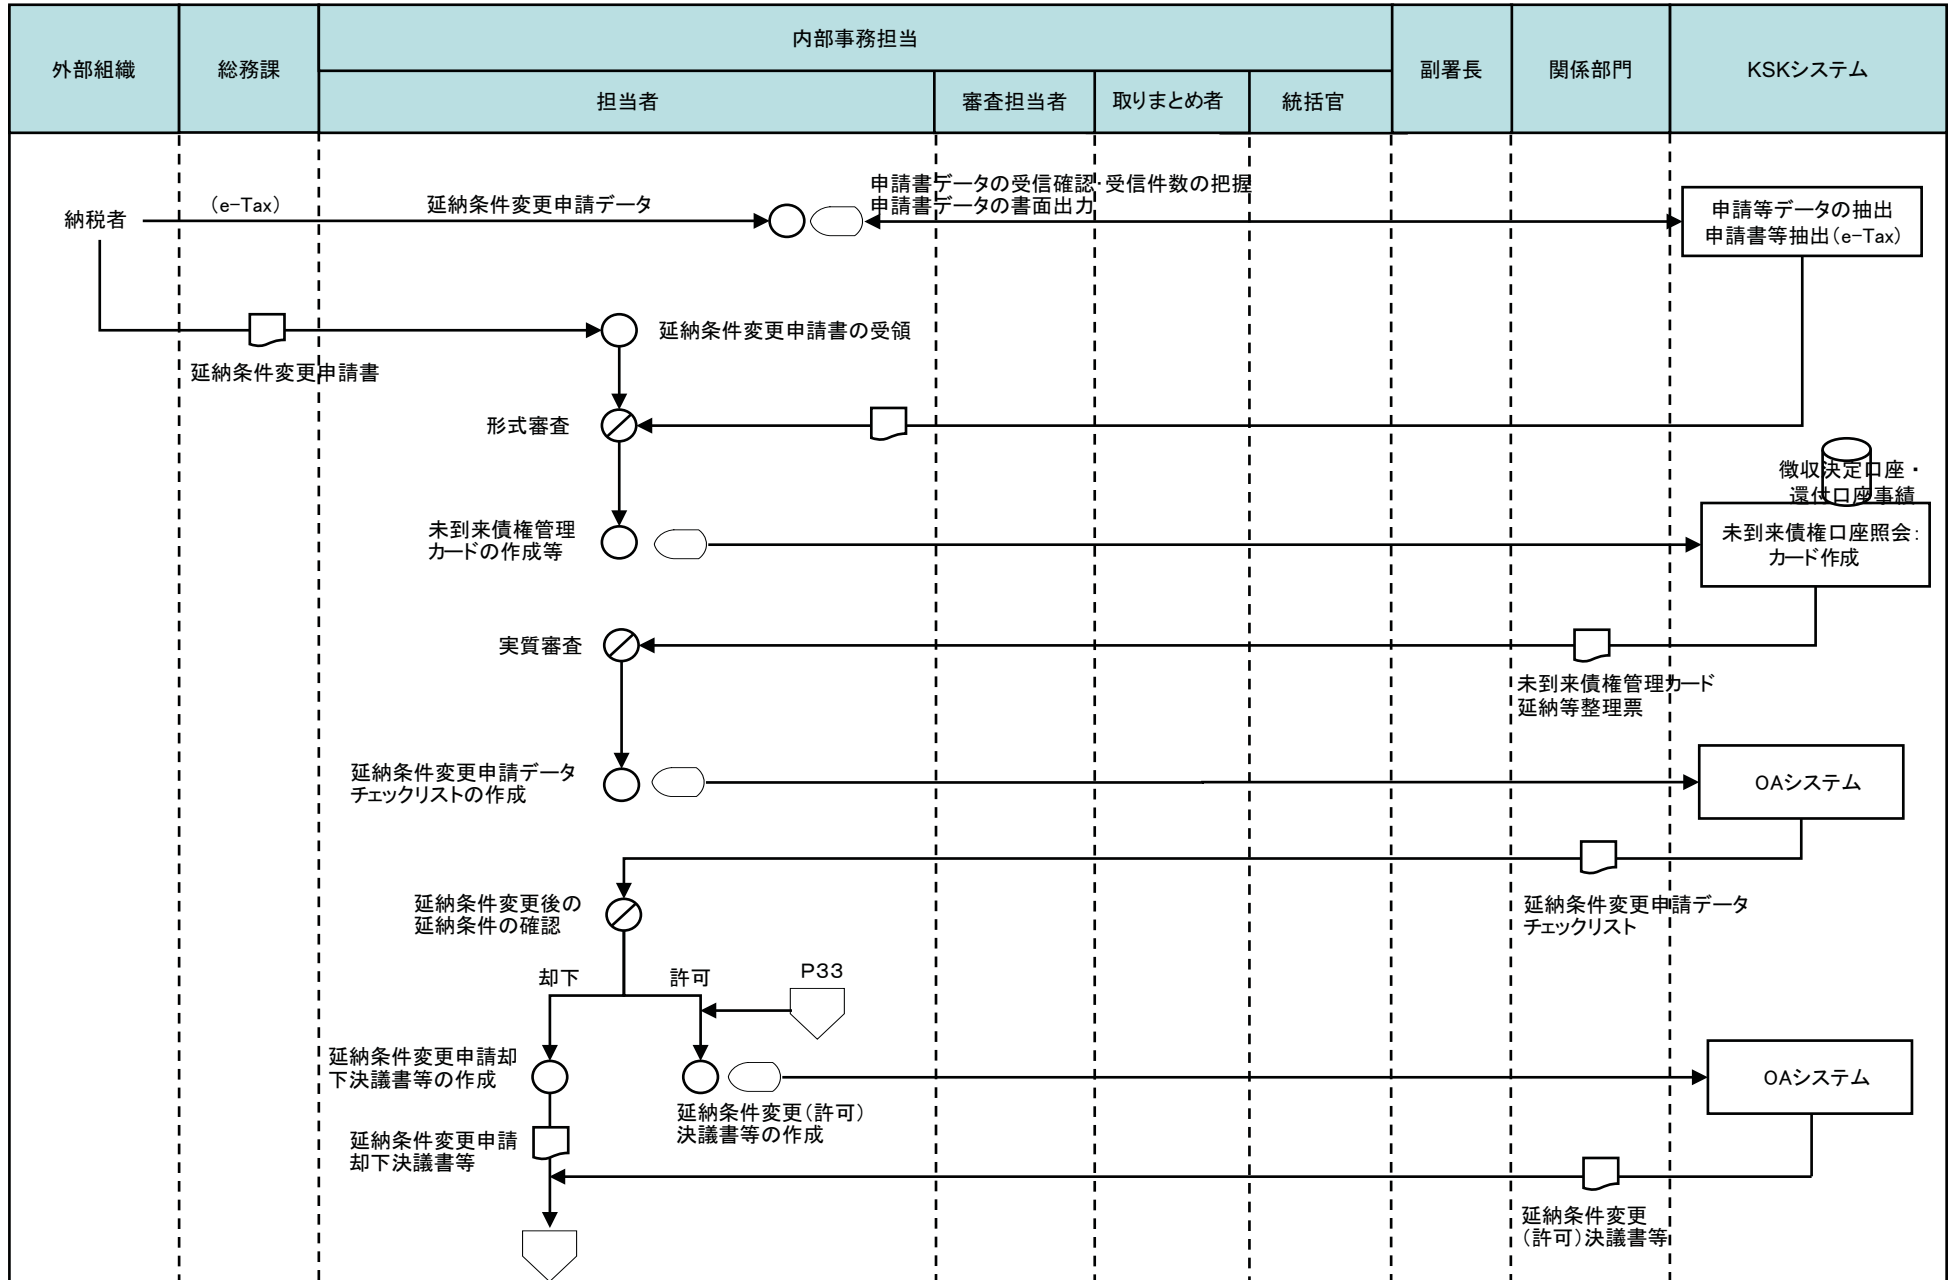 外部組織
総務課
内部事務担当
担当者
審査担当者
取りまとめ者
統括官
副署長
関係部門
KSKシステム
納税者
(e-Tax)
延納条件変更申請データ
申請書データの受信確認・受信件数の把握
申請書データの書面出力
申請等データの抽出
申請書等抽出(e-Tax)
延納条件変更申請書
延納条件変更申請書の受領
形式審査
徴収決定口座・
還付口座事績
未到来債権管理
カードの作成等
未到来債権口座照会:
カード作成
実質審査
未到来債権管理カード
延納等整理票
延納条件変更申請データ
チェックリストの作成
OAシステム
延納条件変更後の
延納条件の確認
延納条件変更申請データ
チェックリスト
却下
許可
P33
延納条件変更申請却
下決議書等の作成
延納条件変更(許可)
決議書等の作成
OAシステム
延納条件変更申請
却下決議書等
延納条件変更
(許可)決議書等